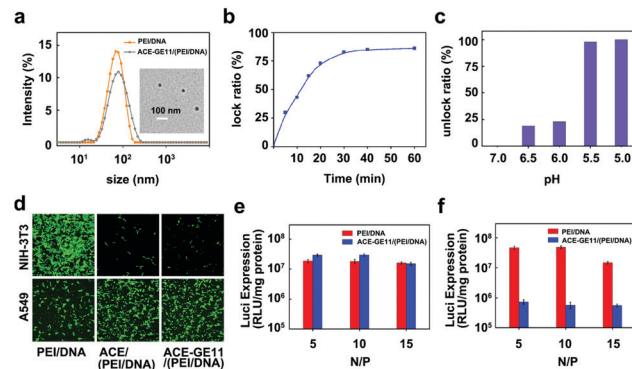 a
PEI/DNA
ACE-GE11/(PEI/DNA)
Intensity (%)
15
10
5
0
100 nm
10¹
10²
10³
size (nm)
b
lock ratio (%)
100
75
50
25
0
0 10 20 30 40 50 60
Time (min)
c
unlock ratio (%)
100
75
50
25
0
7.0 6.5 6.0 5.5 5.0
pH
d
NIH-3T3
A549
PEI/DNA
ACE/
(PEI/DNA)
ACE-GE11
/(PEI/DNA)
e
PEI/DNA
ACE-GE11/(PEI/DNA)
Luci Expression
(RLU/mg protein)
10⁸
10⁷
10⁶
10⁵
5 10 15
N/P
f
PEI/DNA
ACE-GE11/(PEI/DNA)
Luci Expression
(RLU/mg protein)
10⁸
10⁷
10⁶
10⁵
5 10 15
N/P